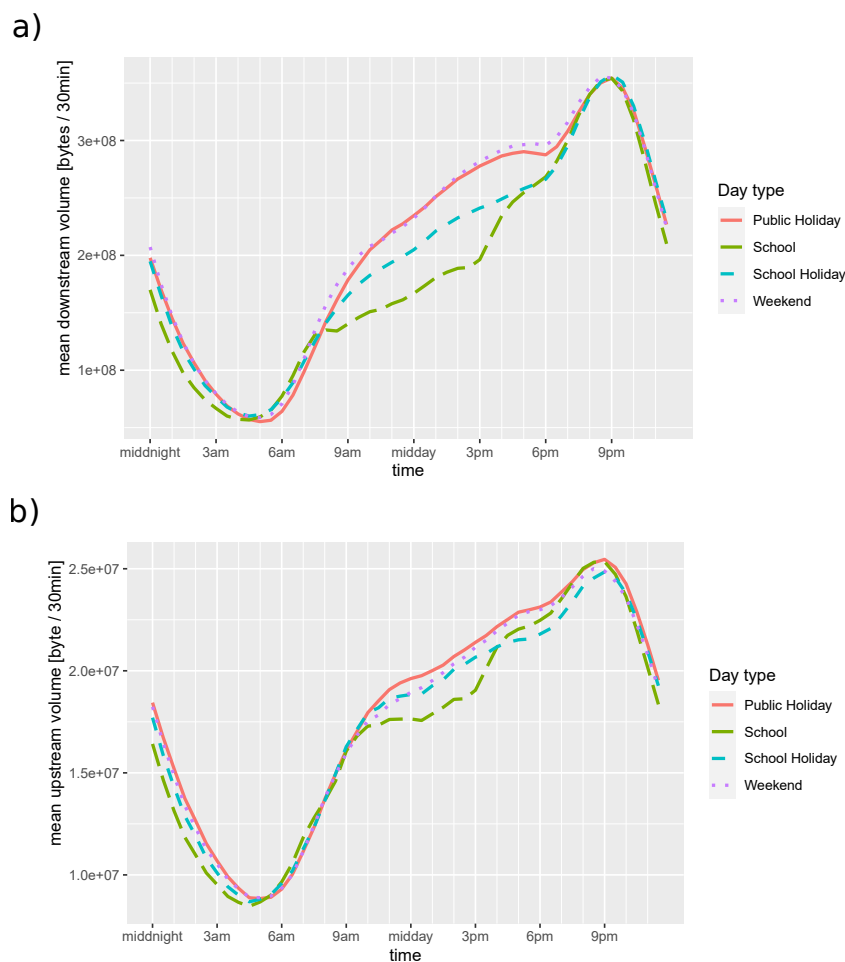 a)
mean downstream volume [bytes / 30min]
3e+08
2e+08
1e+08
middnight 3am 6am 9am midday 3pm 6pm 9pm
time
Day type
Public Holiday
School
School Holiday
Weekend
b)
mean upstream volume [byte / 30min]
2.5e+07
2.0e+07
1.5e+07
1.0e+07
middnight 3am 6am 9am midday 3pm 6pm 9pm
time
Day type
Public Holiday
School
School Holiday
Weekend